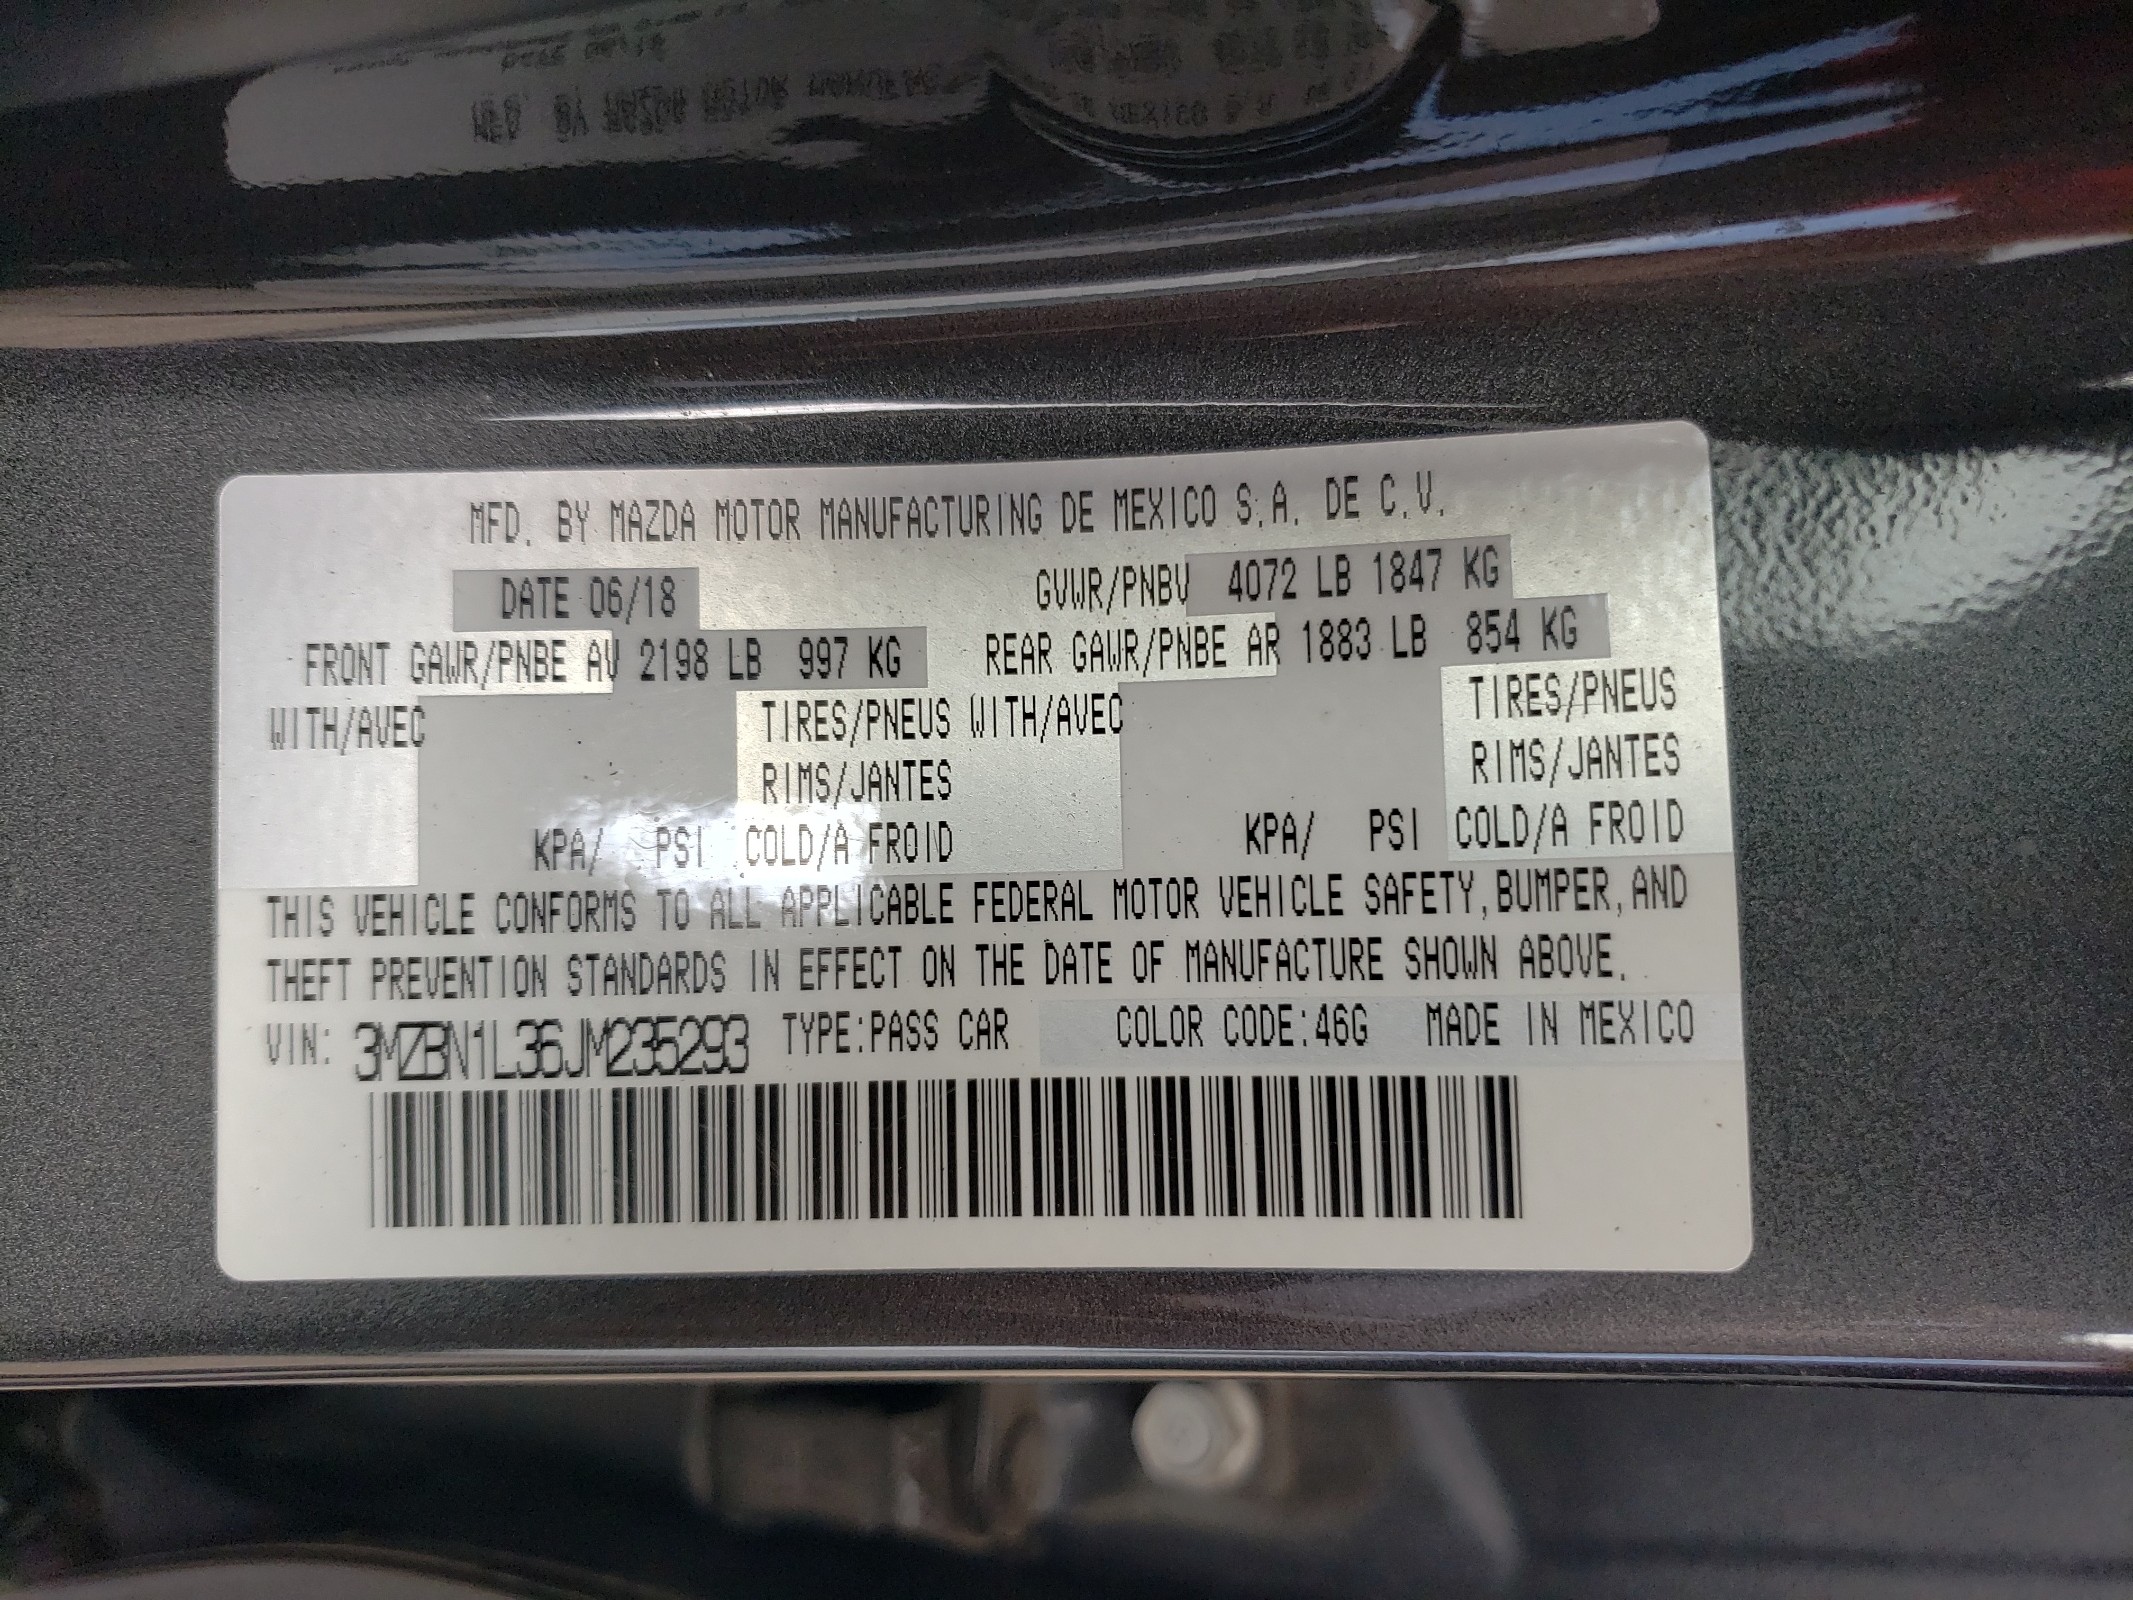 MFD. BY MAZDA MOTOR MANUFACTURING DE MEXICO S.A. DE C.V.
DATE 06/18 GVWR/PNBV 4072 LB 1847 KG
FRONT GAWR/PNBE AV 2198 LB 997 KG REAR GAWR/PNBE AR 1883 LB 854 KG
WITH/AVEC TIRES/PNEUS WITH/AVEC TIRES/PNEUS
RIMS/JANTES RIMS/JANTES
KPA/ PSI COLD/A FROID KPA/ PSI COLD/A FROID
THIS VEHICLE CONFORMS TO ALL APPLICABLE FEDERAL MOTOR VEHICLE SAFETY,BUMPER,AND
THEFT PREVENTION STANDARDS IN EFFECT ON THE DATE OF MANUFACTURE SHOWN ABOVE.
VIN: 3MZBN1L36JM235293 TYPE:PASS CAR COLOR CODE:46G MADE IN MEXICO